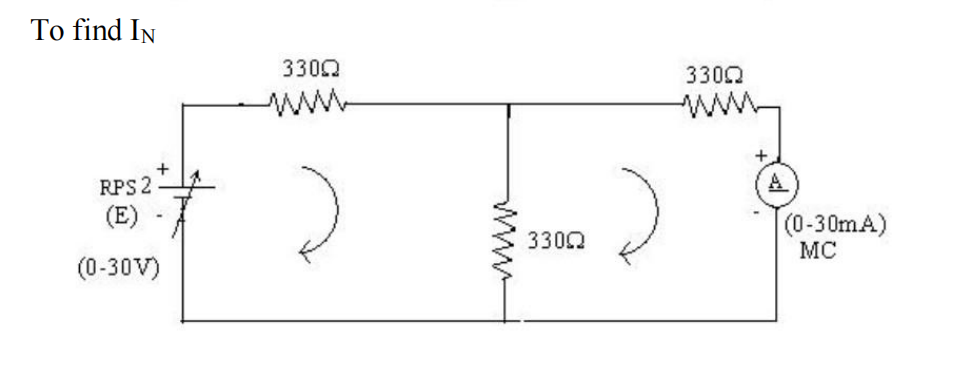 To find IN
330Ω
330Ω
+
RPS 2
(E) -
(0-30V)
330Ω
+
A
-
(0-30mA)
MC